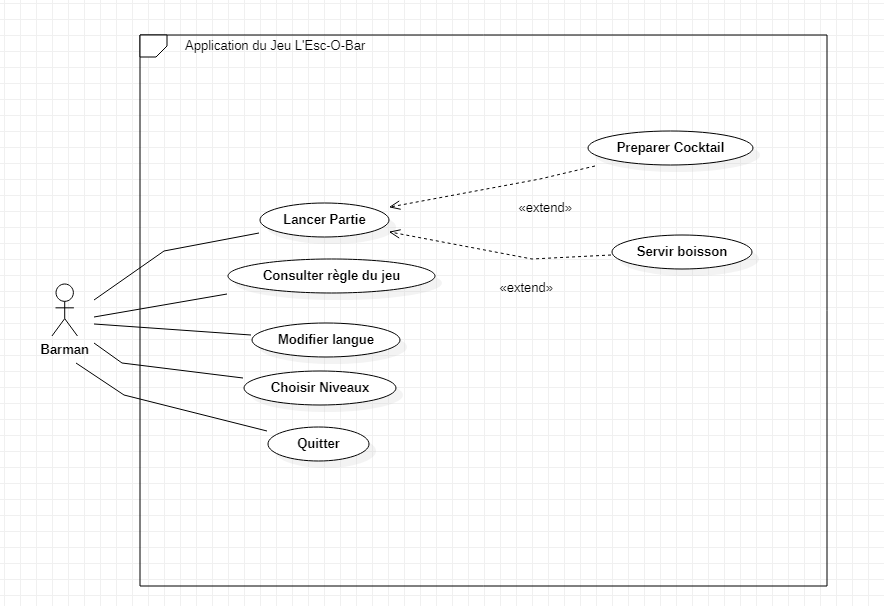 Application du Jeu L'Esc-O-Bar
Preparer Cocktail
«extend»
Lancer Partie
Servir boisson
Consulter règle du jeu
«extend»
Modifier langue
Barman
Choisir Niveaux
Quitter